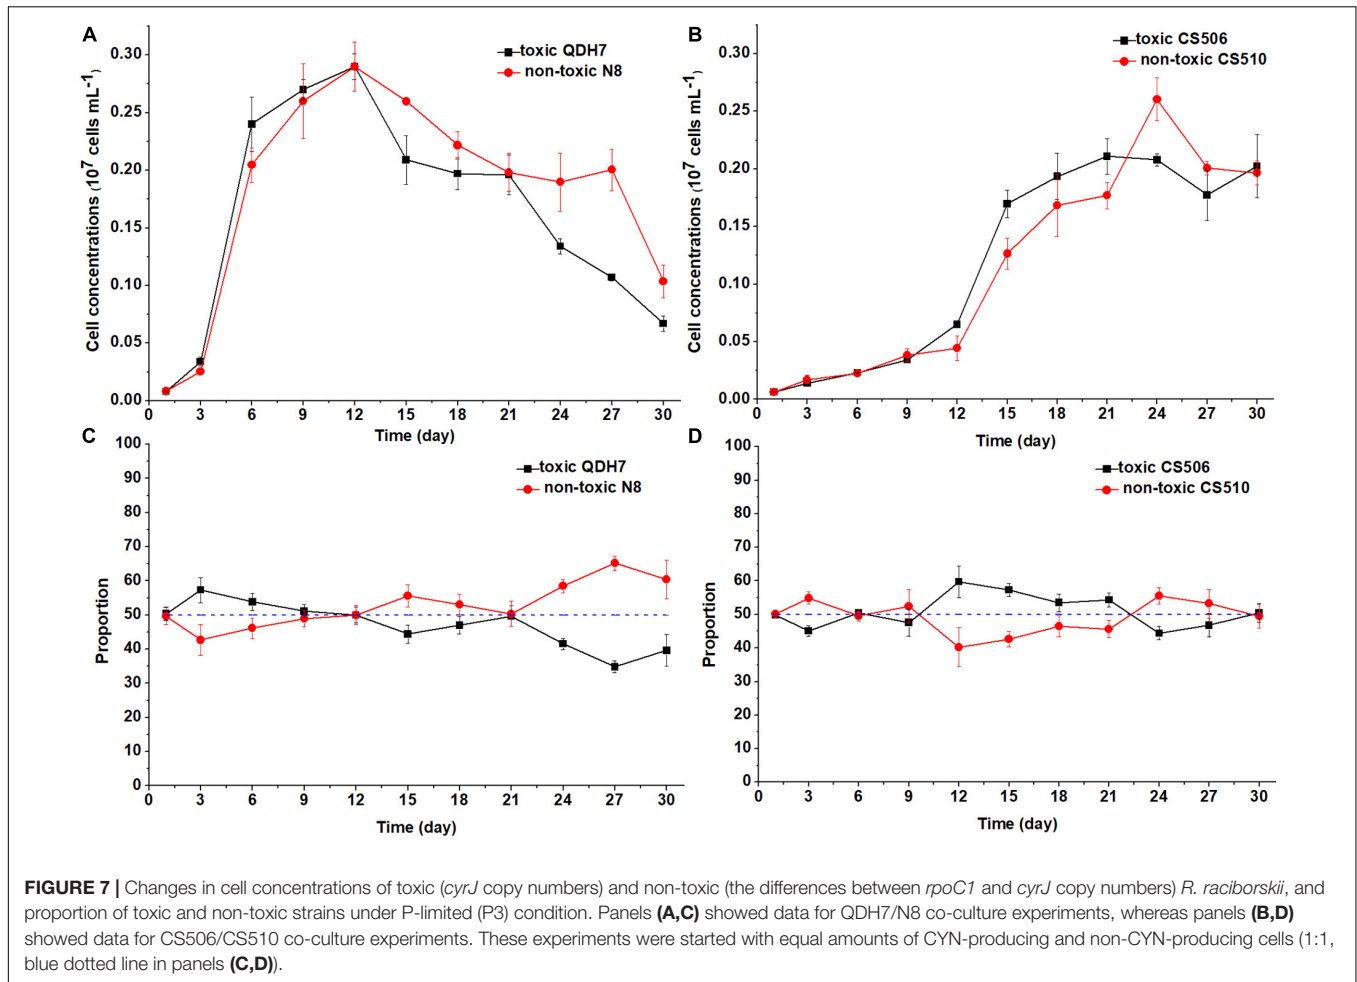 A
toxic QDH7
non-toxic N8
0.30
0.25
0.20
0.15
0.10
0.05
0.00
Cell concentrations (10⁷ cells mL⁻¹)
0 3 6 9 12 15 18 21 24 27 30
Time (day)
B
toxic CS506
non-toxic CS510
0.30
0.25
0.20
0.15
0.10
0.05
0.00
Cell concentrations (10⁷ cells mL⁻¹)
0 3 6 9 12 15 18 21 24 27 30
Time (day)
C
toxic QDH7
non-toxic N8
100
90
80
70
60
50
40
30
20
10
0
Proportion
0 3 6 9 12 15 18 21 24 27 30
Time (day)
D
toxic CS506
non-toxic CS510
100
90
80
70
60
50
40
30
20
10
0
Proportion
0 3 6 9 12 15 18 21 24 27 30
Time (day)
FIGURE 7 | Changes in cell concentrations of toxic (cyrJ copy numbers) and non-toxic (the differences between rpoC1 and cyrJ copy numbers) R. raciborskii, and
proportion of toxic and non-toxic strains under P-limited (P3) condition. Panels (A,C) showed data for QDH7/N8 co-culture experiments, whereas panels (B,D)
showed data for CS506/CS510 co-culture experiments. These experiments were started with equal amounts of CYN-producing and non-CYN-producing cells (1:1,
blue dotted line in panels (C,D)).